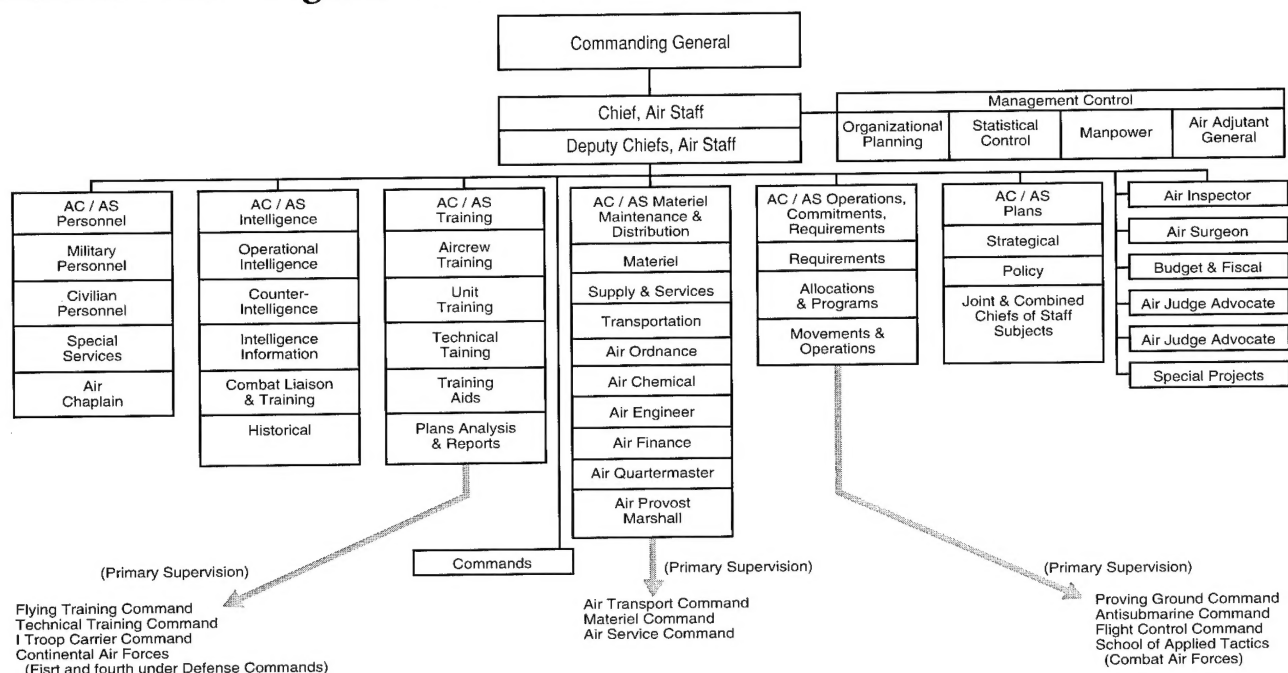 Commanding General
Chief, Air Staff
Deputy Chiefs, Air Staff
Management Control
Organizational
Planning
Statistical
Control
Manpower
Air Adjutant
General
AC / AS
Personnel
Military
Personnel
Civilian
Personnel
Special
Services
Air
Chaplain
AC / AS
Intelligence
Operational
Intelligence
Counter-
Intelligence
Intelligence
Information
Combat Liaison
& Training
Historical
AC / AS
Training
Aircrew
Training
Unit
Training
Technical
Taining
Training
Aids
Plans Analysis
& Reports
AC / AS Materiel
Maintenance &
Distribution
Materiel
Supply & Services
Transportation
Air Ordnance
Air Chemical
Air Engineer
Air Finance
Air Quartermaster
Air Provost
Marshall
AC / AS Operations,
Commitments,
Requirements
Requirements
Allocations
& Programs
Movements &
Operations
AC / AS
Plans
Strategical
Policy
Joint & Combined
Chiefs of Staff
Subjects
Air Inspector
Air Surgeon
Budget & Fiscal
Air Judge Advocate
Air Judge Advocate
Special Projects
Commands
(Primary Supervision)
Flying Training Command
Technical Training Command
I Troop Carrier Command
Continental Air Forces
(Fisrt and fourth under Defense Commands)
(Primary Supervision)
Air Transport Command
Materiel Command
Air Service Command
(Primary Supervision)
Proving Ground Command
Antisubmarine Command
Flight Control Command
School of Applied Tactics
(Combat Air Forces)